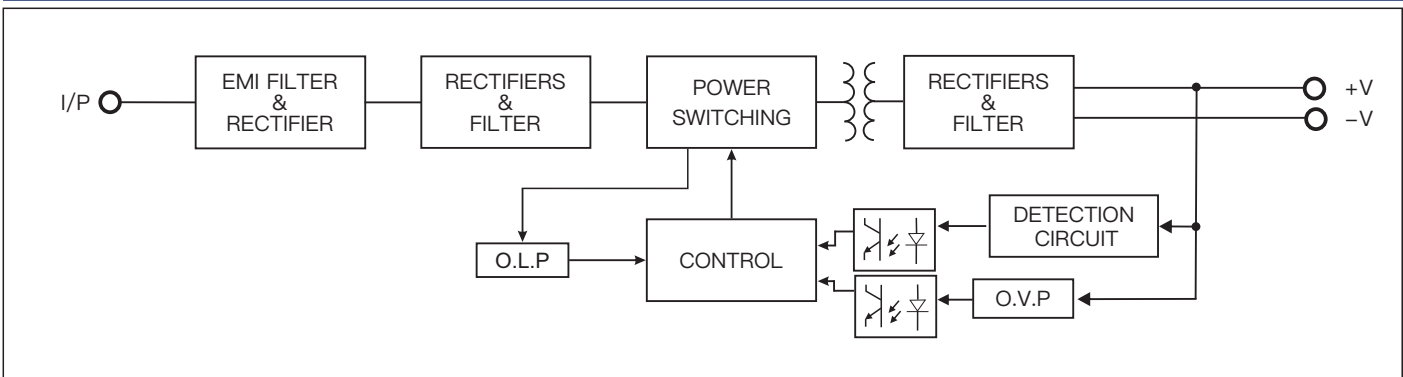 I/P
EMI FILTER
&
RECTIFIER
RECTIFIERS
&
FILTER
POWER
SWITCHING
RECTIFIERS
&
FILTER
+V
–V
O.L.P
CONTROL
DETECTION
CIRCUIT
O.V.P